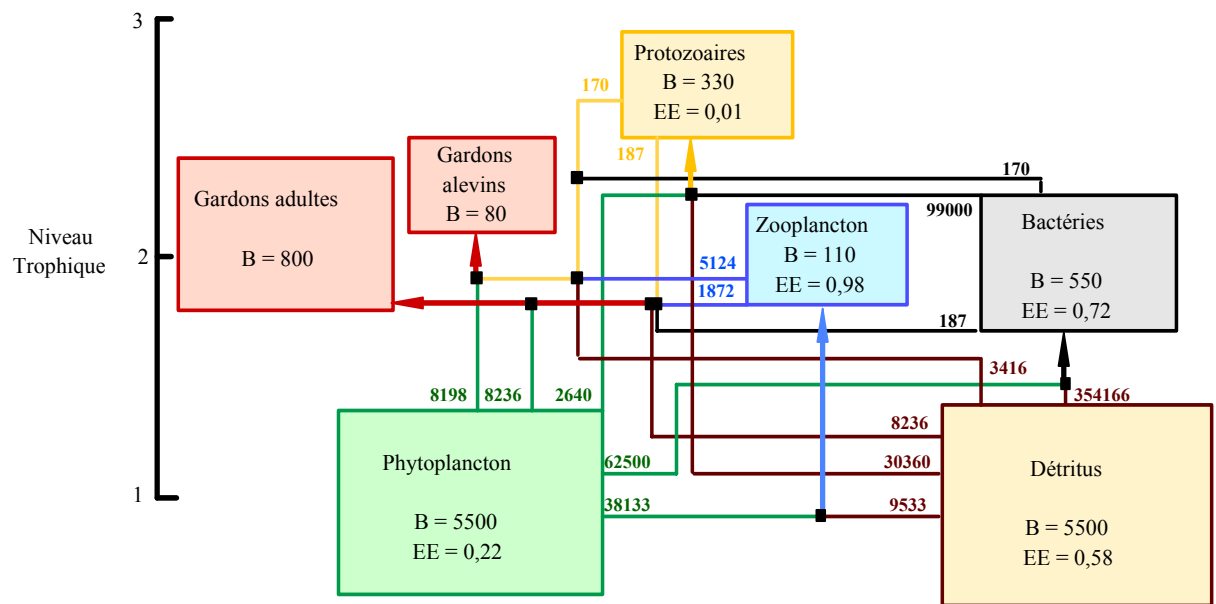 3
Protozoaires
B = 330
EE = 0,01
170
187
Gardons
alevins
B = 80
Gardons adultes
B = 800
170
99000
Bactéries
B = 550
EE = 0,72
Zooplancton
B = 110
EE = 0,98
Niveau
Trophique
2
5124
1872
187
3416
354166
8198
8236
2640
8236
62500
30360
38133
9533
Phytoplancton
B = 5500
EE = 0,22
Détritus
B = 5500
EE = 0,58
1